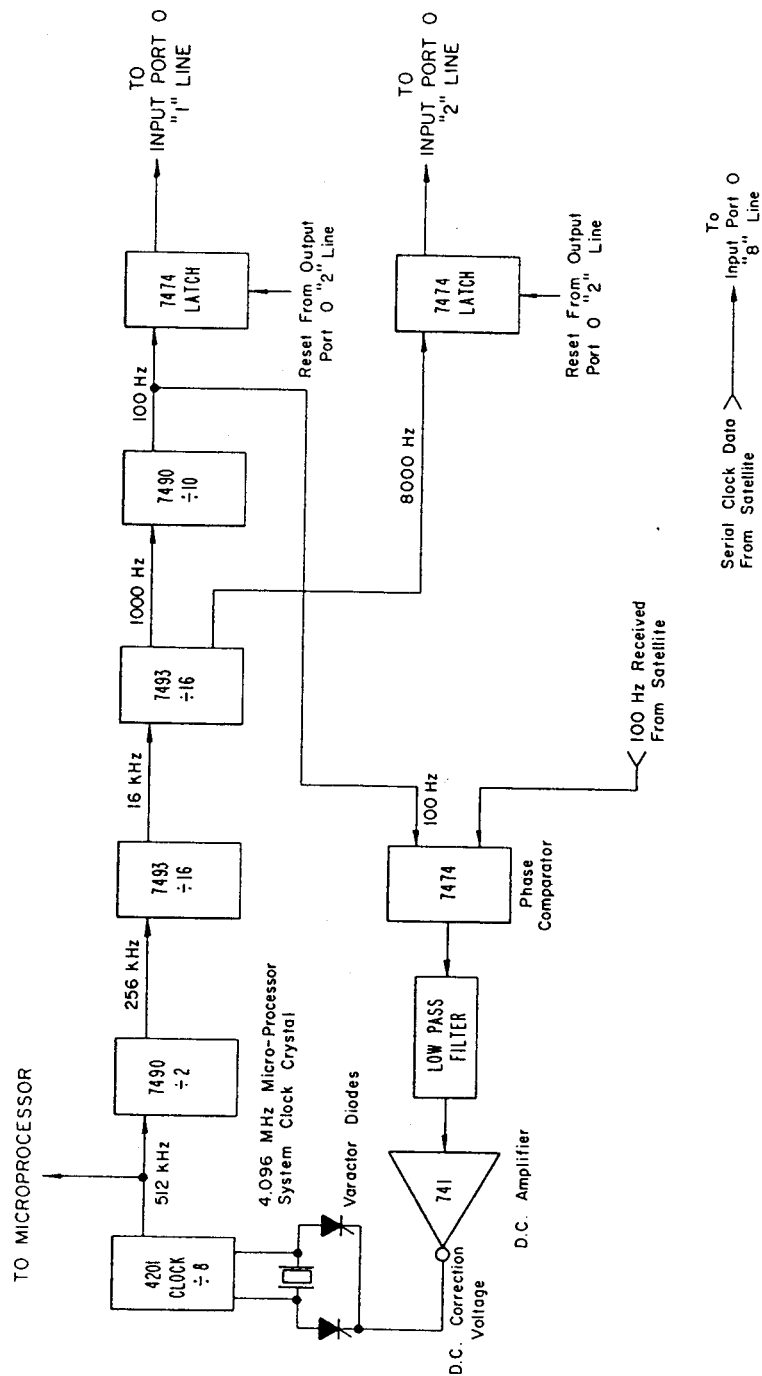 TO MICROPROCESSOR
4201
CLOCK
÷8
512 kHz
7490
÷2
256 kHz
7493
÷16
16 kHz
7493
÷16
1000 Hz
7490
÷10
100 Hz
7474
LATCH
TO
INPUT PORT O
"1" LINE
Reset From Output
Port O "2" Line
4.096 MHz Micro-Processor
System Clock Crystal
Varactor Diodes
8000 Hz
7474
LATCH
TO
INPUT PORT O
"2" LINE
Reset From Output
Port O "2" Line
D.C. Correction
Voltage
741
D.C. Amplifier
LOW PASS
FILTER
7474
Phase
Comparator
100 Hz
100 Hz Received
From Satellite
Serial Clock Data
From Satellite
To
Input Port O
"8" Line